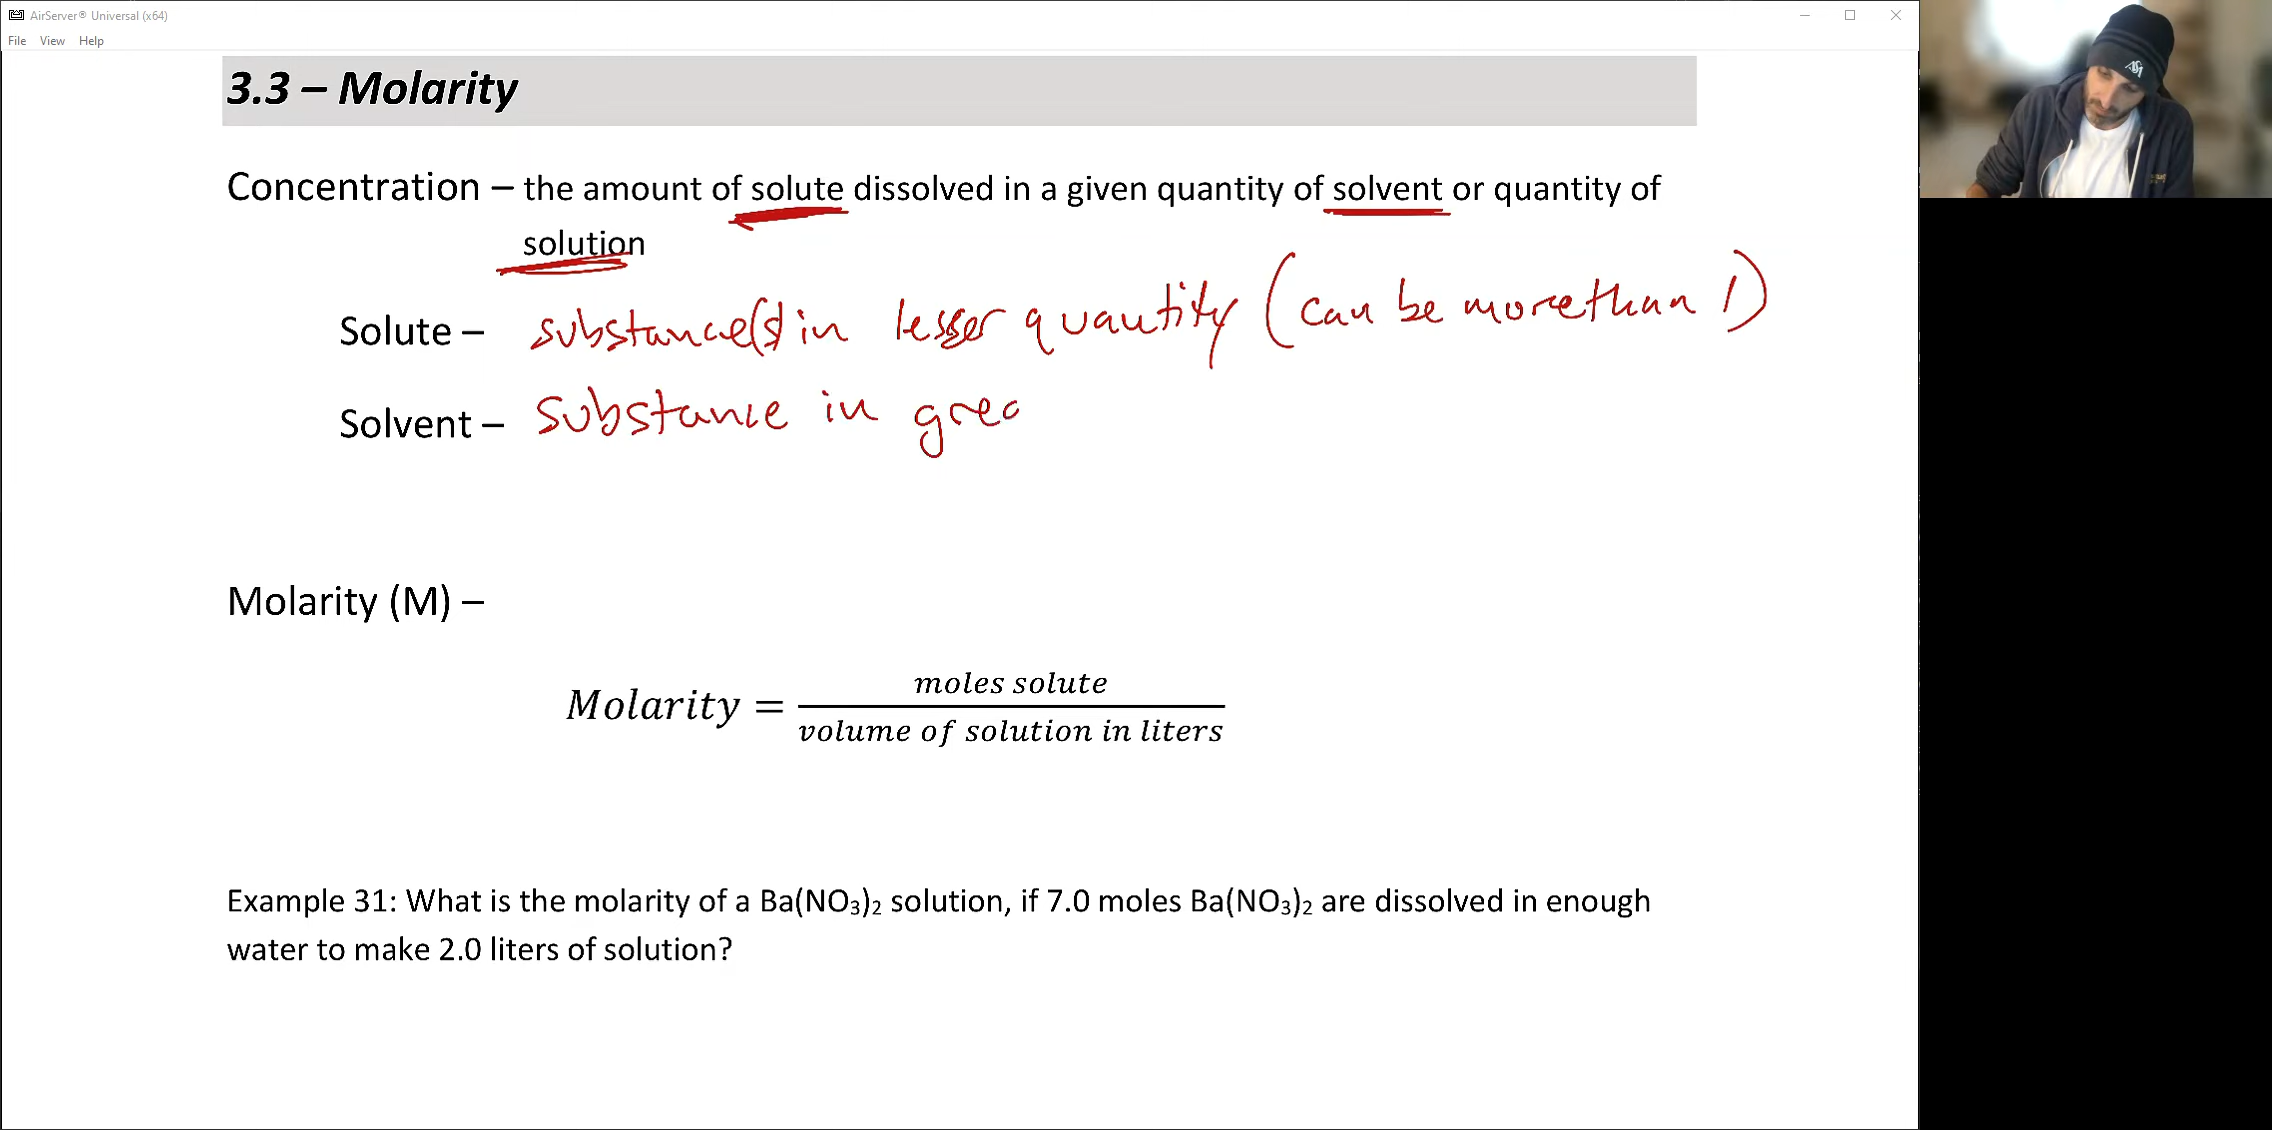 AirServer® Universal (x64)
File View Help
3.3 – Molarity
Concentration – the amount of solute dissolved in a given quantity of solvent or quantity of
solution
Solute – substance(s) in lesser quantity (can be more than 1)
Solvent – substance in grea
Molarity (M) –
Molarity = moles solute / volume of solution in liters
Example 31: What is the molarity of a Ba(NO₃)₂ solution, if 7.0 moles Ba(NO₃)₂ are dissolved in enough
water to make 2.0 liters of solution?